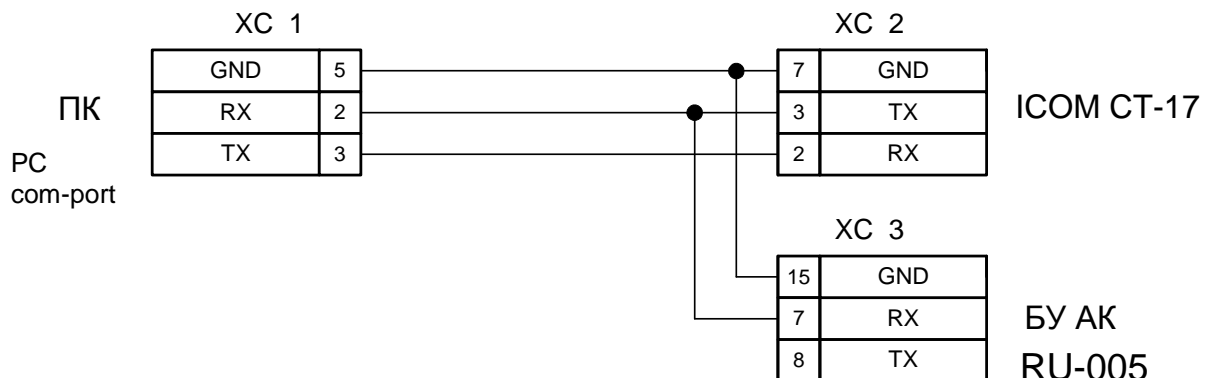 XC 1
GND 5
RX 2
TX 3
ПК
PC
com-port
XC 2
7 GND
3 TX
2 RX
ICOM CT-17
XC 3
15 GND
7 RX
8 TX
БУ АК
RU-005